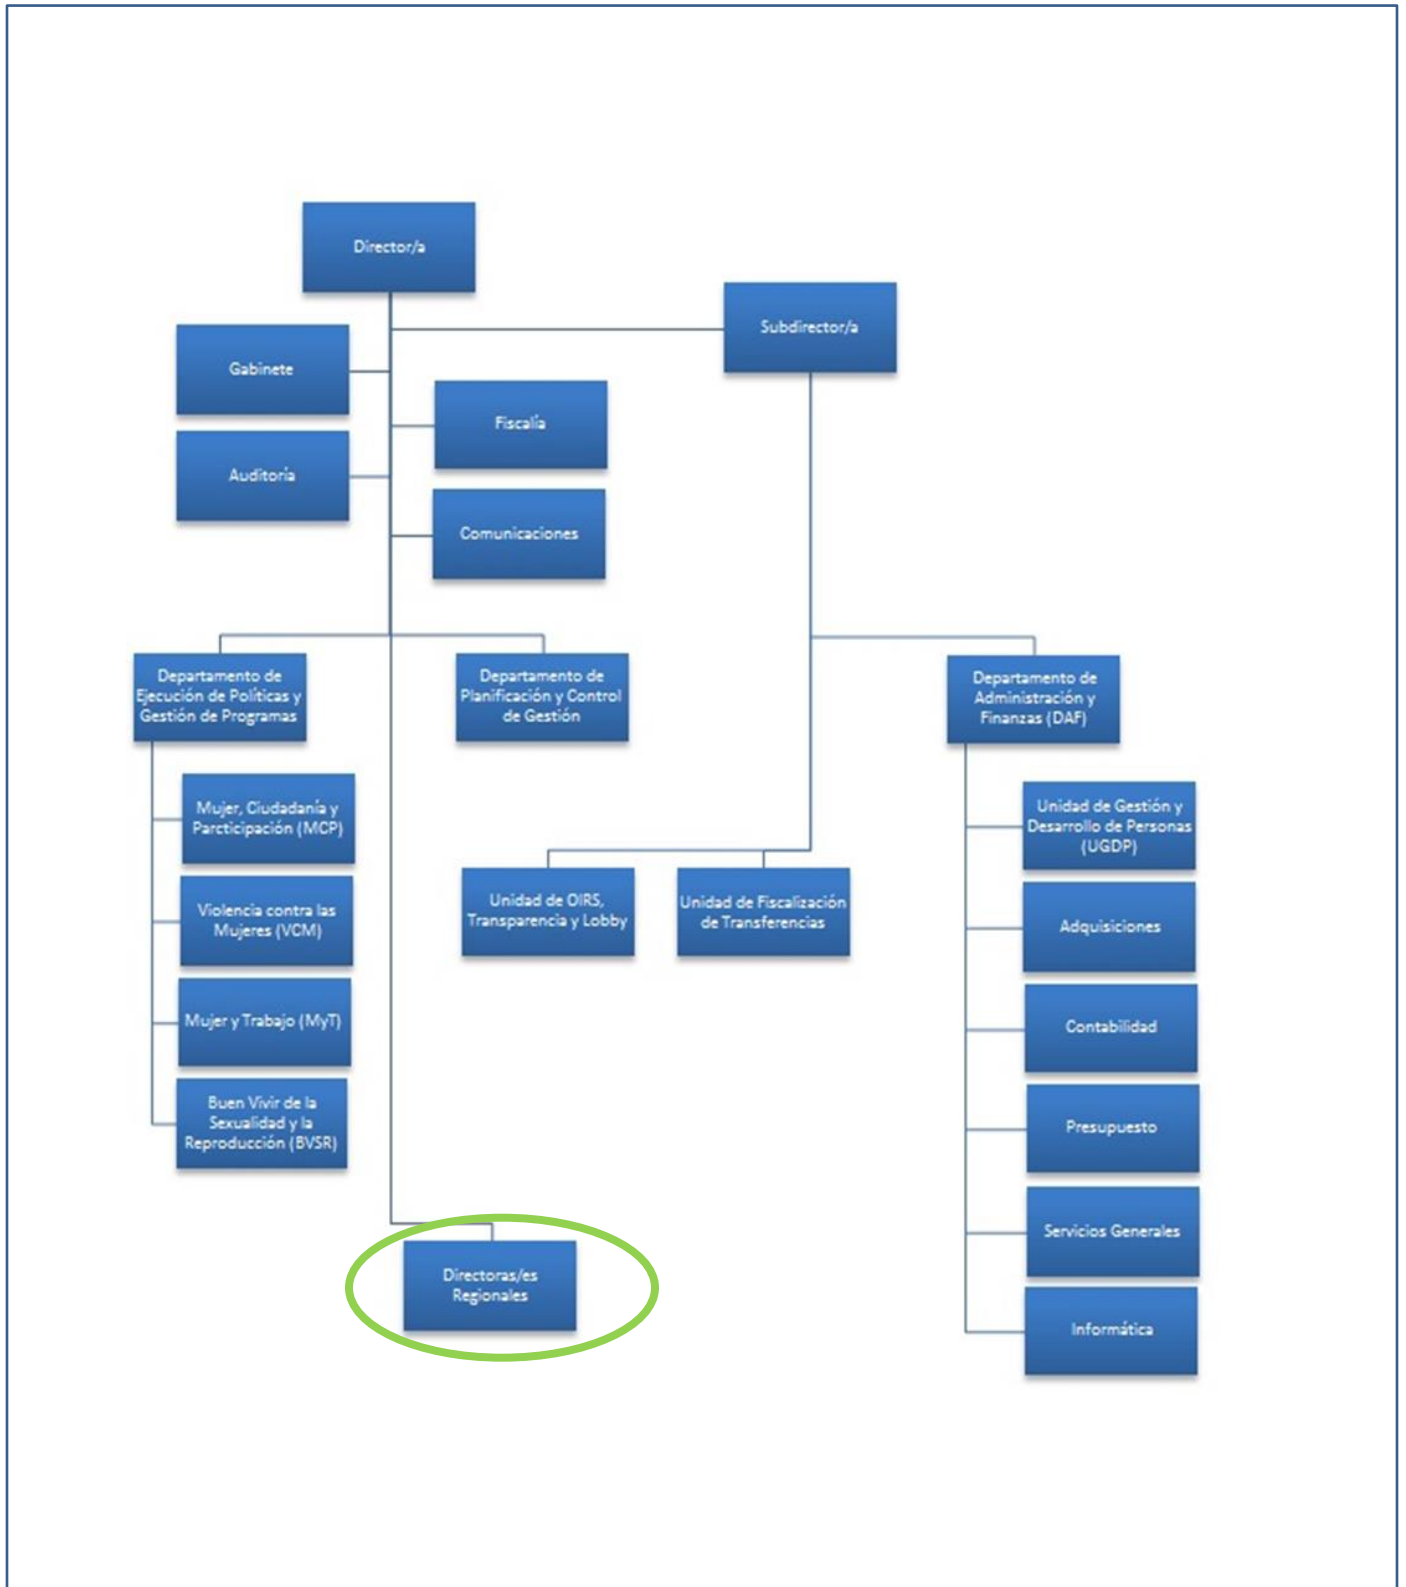 Director/a
Subdirector/a
Gabinete
Fiscalía
Auditoría
Comunicaciones
Departamento de
Ejecución de Políticas y
Gestión de Programas
Departamento de
Planificación y Control
de Gestión
Departamento de
Administración y
Finanzas (DAF)
Mujer, Ciudadanía y
Parcticipación (MCP)
Violencia contra las
Mujeres (VCM)
Mujer y Trabajo (MyT)
Buen Vivir de la
Sexualidad y la
Reproducción (BVSR)
Unidad de OIRS,
Transparencia y Lobby
Unidad de Fiscalización
de Transferencias
Unidad de Gestión y
Desarrollo de Personas
(UGDP)
Adquisiciones
Contabilidad
Presupuesto
Servicios Generales
Informática
Directoras/es
Regionales